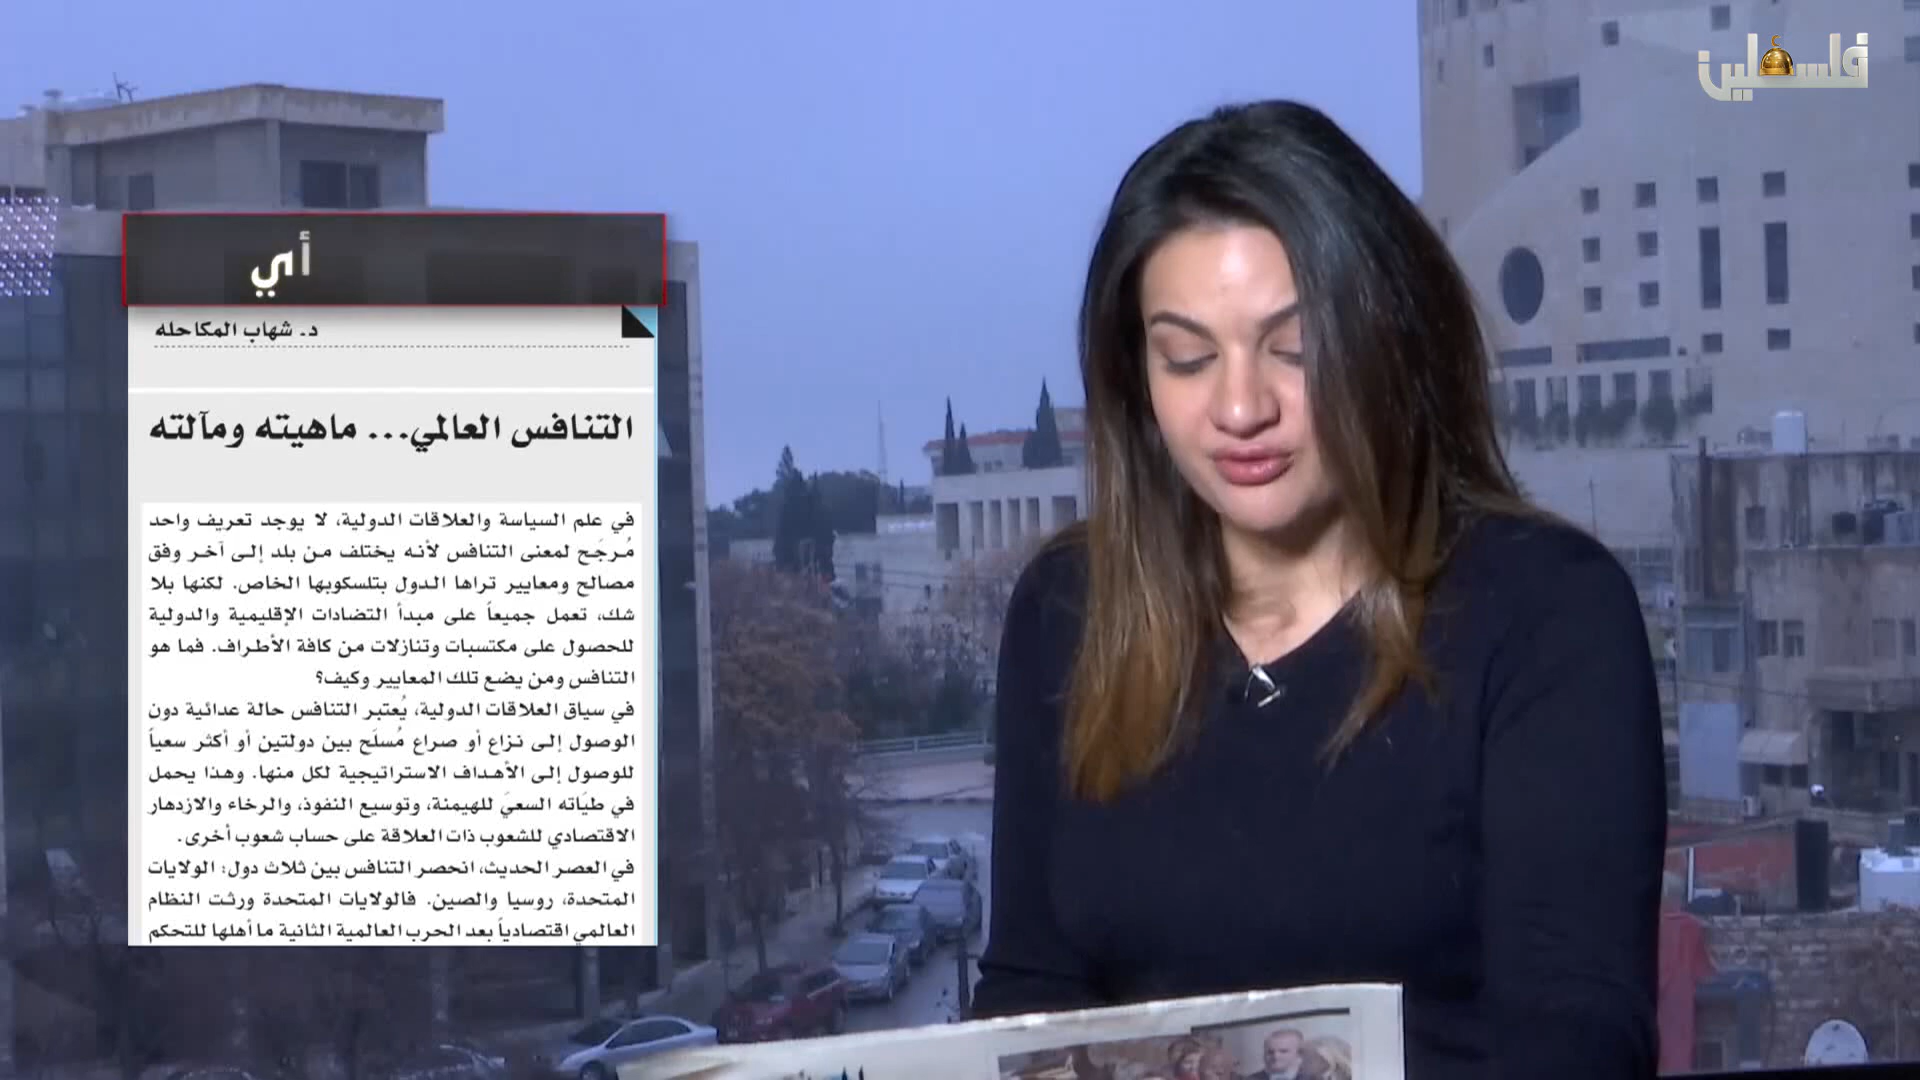 فلسطين
أي
د. شهاب المكاحله
التنافس العالمي... ماهيته ومآلته
في علم السياسة والعلاقات الدولية، لا يوجد تعريف واحد
مُرجَح لمعنى التنافس لأنه يختلف من بلد إلى آخر وفق
مصالح ومعايير تراها الدول بتلسكوبها الخاص. لكنها بلا
شك، تعمل جميعاً على مبدأ التضادات الإقليمية والدولية
للحصول على مكتسبات وتنازلات من كافة الأطراف. فما هو
التنافس ومن يضع تلك المعايير وكيف؟
في سياق العلاقات الدولية، يُعتبر التنافس حالة عدائية دون
الوصول إلى نزاع أو صراع مُسلَح بين دولتين أو أكثر سعياً
للوصول إلى الأهداف الاستراتيجية لكل منها. وهذا يحمل
في طيَاته السعيَ للهيمنة، وتوسيع النفوذ، والرخاء والازدهار
الاقتصادي للشعوب ذات العلاقة على حساب شعوب أخرى.
في العصر الحديث، انحصر التنافس بين ثلاث دول: الولايات
المتحدة، روسيا والصين. فالولايات المتحدة ورثت النظام
العالمي اقتصادياً بعد الحرب العالمية الثانية ما أهلها للتحكم